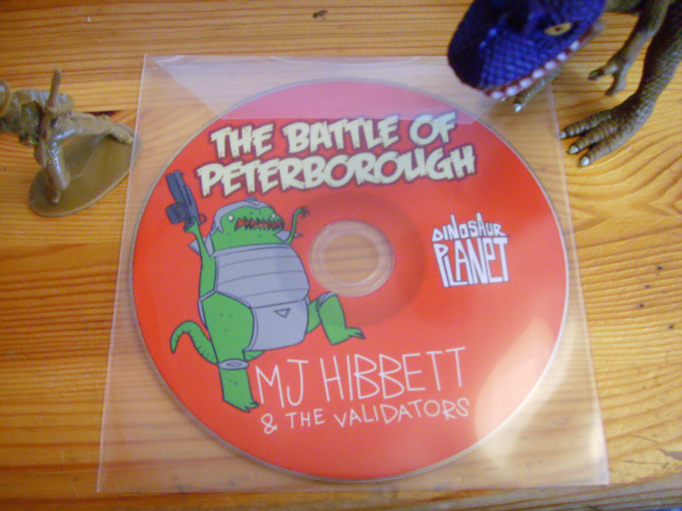 THE BATTLE OF
PETERBOROUGH
DINOSAUR
PLANET
MJ HIBBETT
& THE VALIDATORS